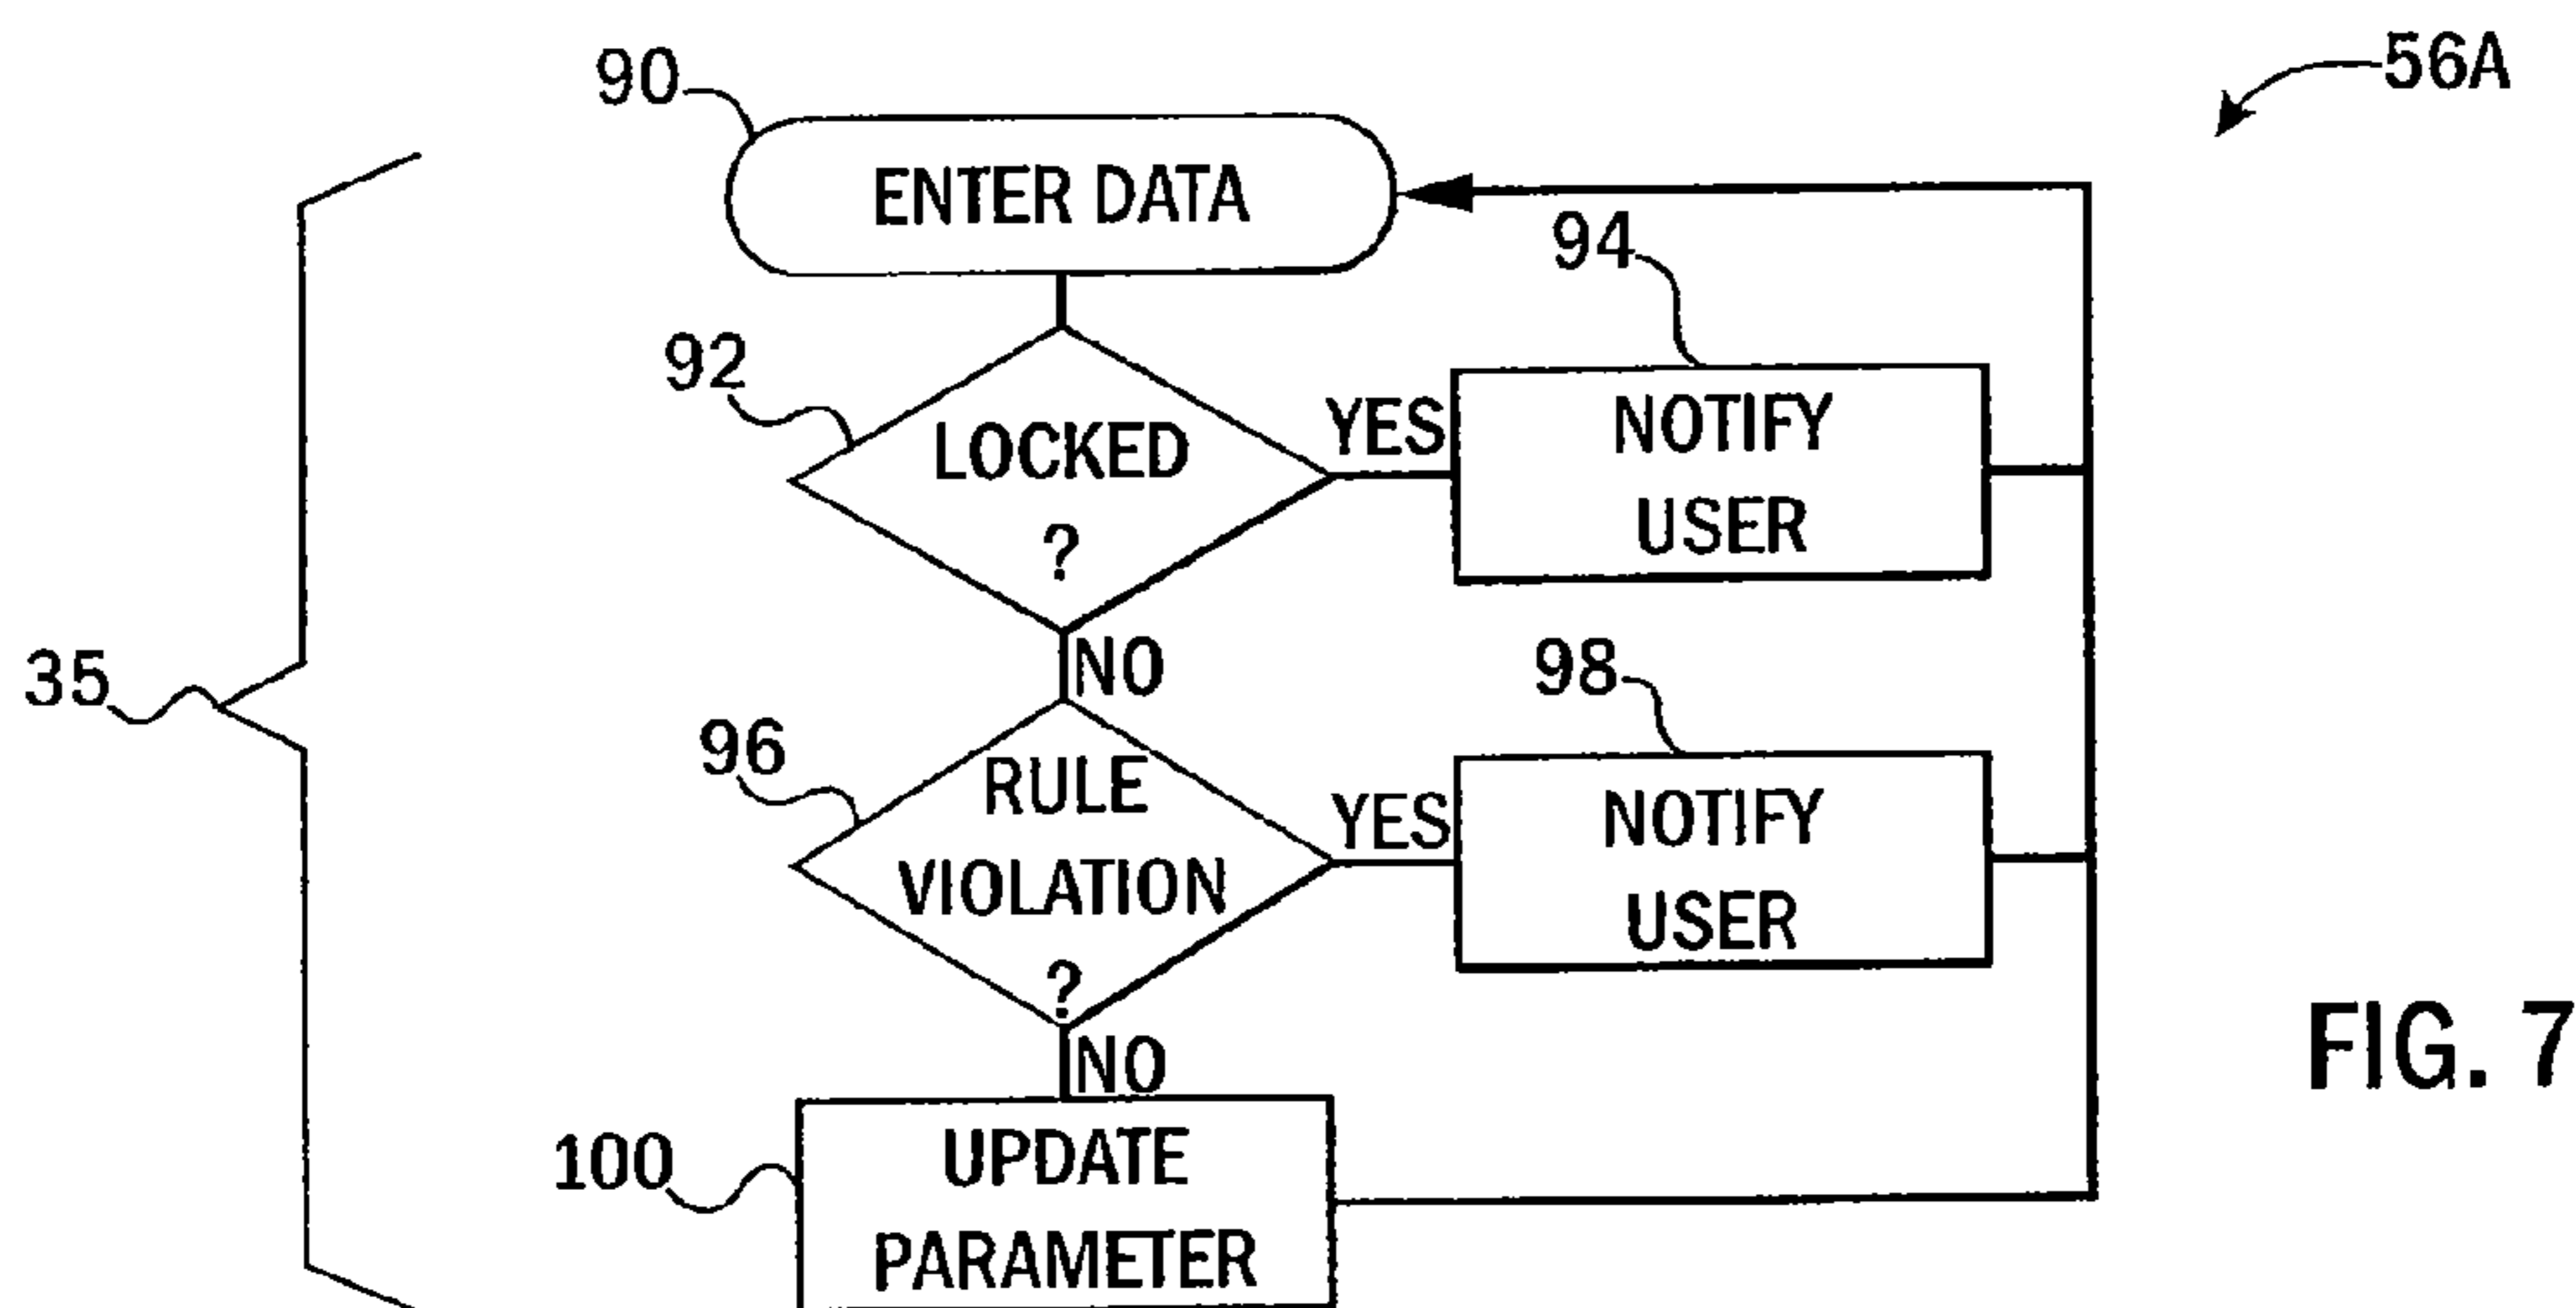 90
56A
ENTER DATA
94
92
LOCKED
?
YES
NOTIFY
USER
NO
35
98
96
RULE
VIOLATION
?
YES
NOTIFY
USER
NO
FIG. 7
100
UPDATE
PARAMETER